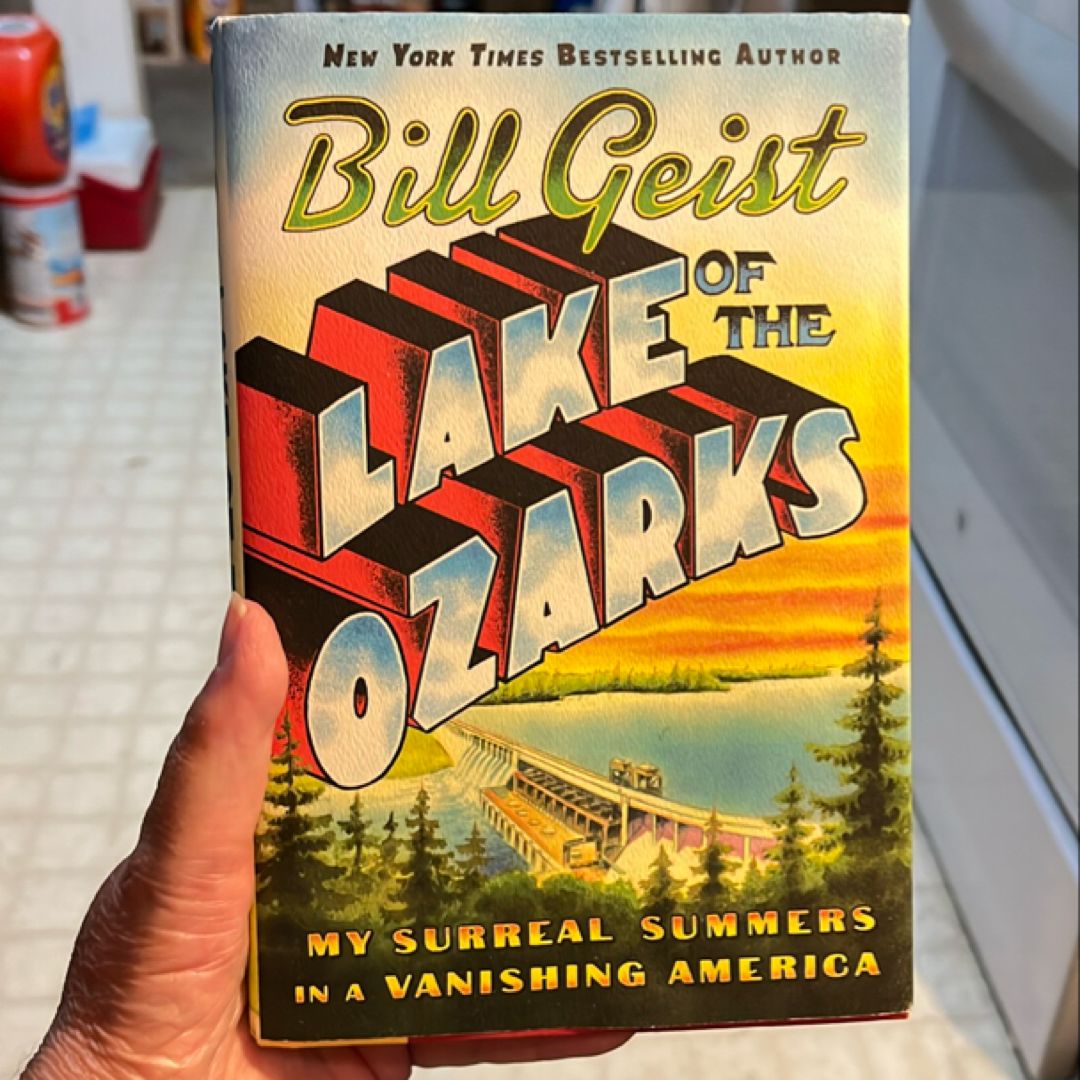 New York Times Bestselling Author
Bill Geist
LAKE OF THE
OZARKS
MY SURREAL SUMMERS
IN A VANISHING AMERICA